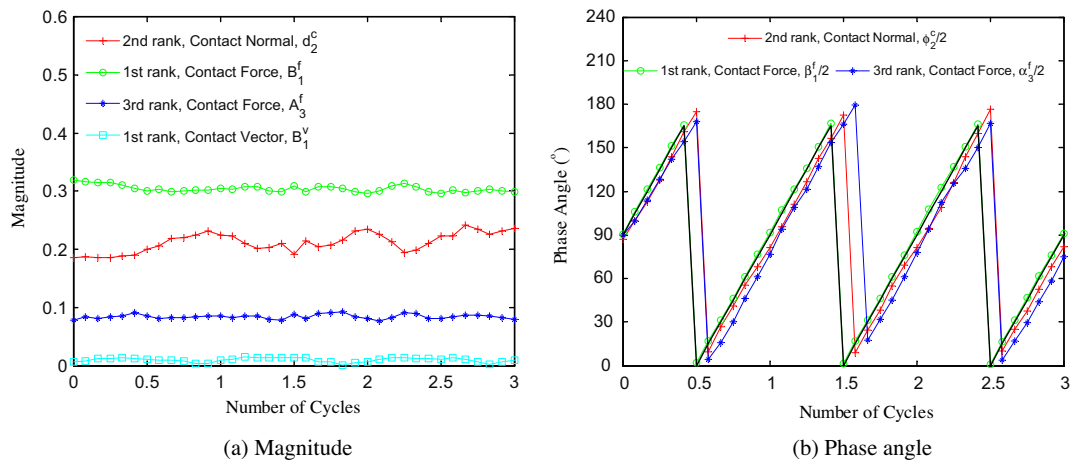 0.6
0.5
0.4
0.3
0.2
0.1
0
2nd rank, Contact Normal, d₂ᶜ
1st rank, Contact Force, B₁ᶠ
3rd rank, Contact Force, A₃ᶠ
1st rank, Contact Vector, B₁ᵛ
Magnitude
0 0.5 1 1.5 2 2.5 3
Number of Cycles
(a) Magnitude
240
210
180
150
120
90
60
30
0
2nd rank, Contact Normal, ϕ₂ᶜ/2
1st rank, Contact Force, β₁ᶠ/2
3rd rank, Contact Force, α₃ᶠ/2
Phase Angle (°)
0 0.5 1 1.5 2 2.5 3
Number of Cycles
(b) Phase angle